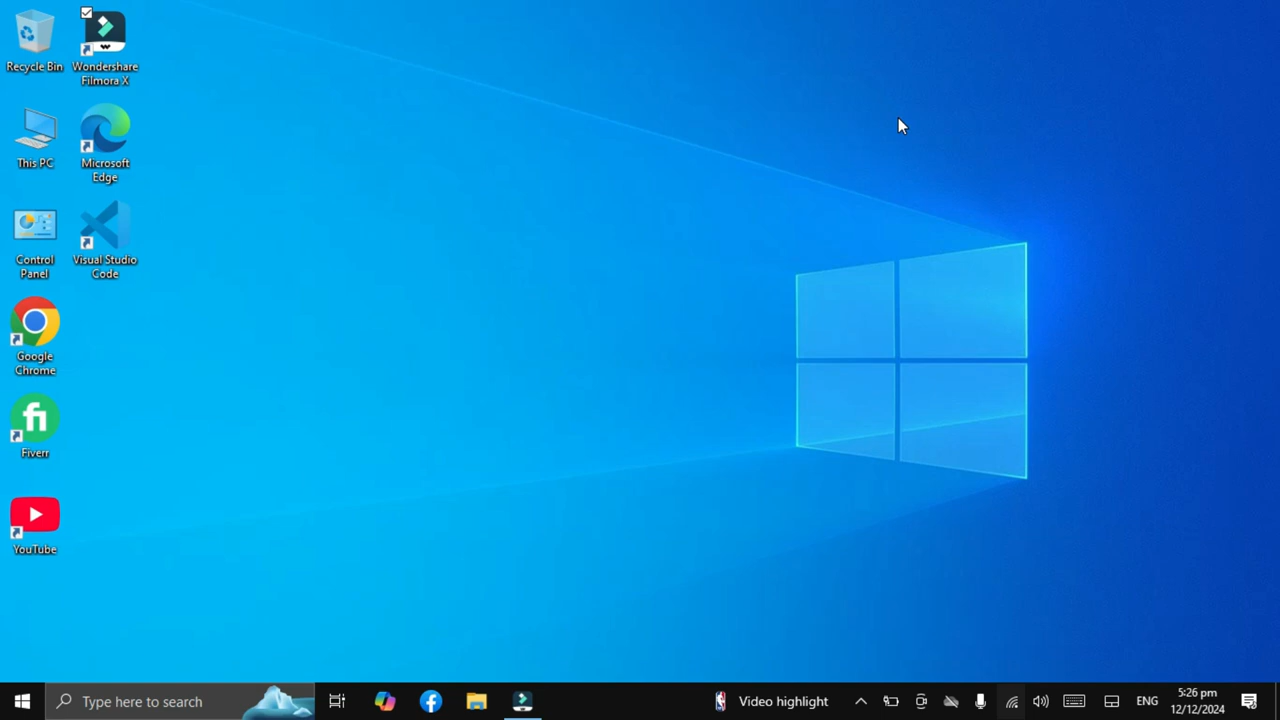 Recycle Bin
Wondershare
Filmora X
This PC
Microsoft
Edge
Control
Panel
Visual Studio
Code
Google
Chrome
fi
Fiverr
YouTube
Type here to search
Video highlight
ENG
5:26 pm
12/12/2024